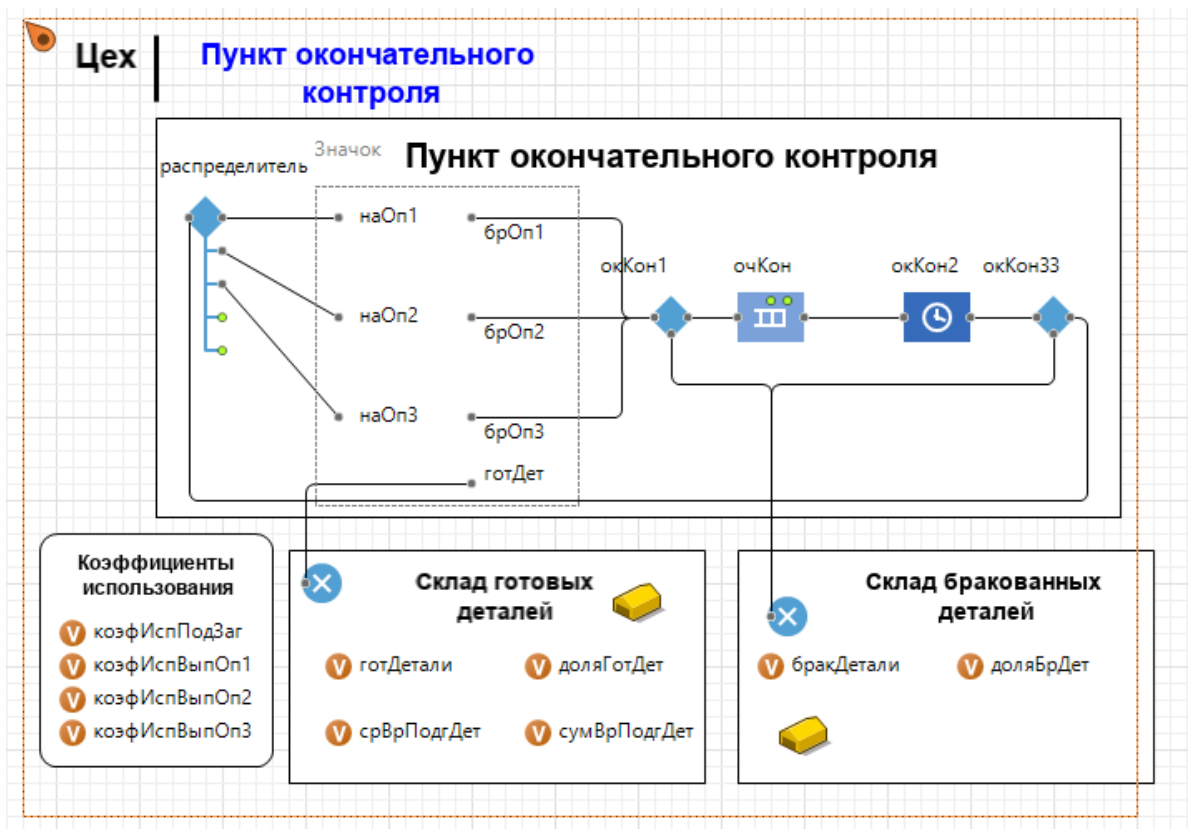 Цех
Пункт окончательного
контроля
распределитель
Значок
Пункт окончательного контроля
наОп1
брОп1
наОп2
брОп2
наОп3
брОп3
готДет
окКон1
очКон
окКон2
окКон33
Коэффициенты
использования
V коэфИспПодЗаг
V коэфИспВыпОп1
V коэфИспВыпОп2
V коэфИспВыпОп3
Склад готовых
деталей
V готДетали
V доляГотДет
V срВрПодгДет
V сумВрПодгДет
Склад бракованных
деталей
V бракДетали
V доляБрДет